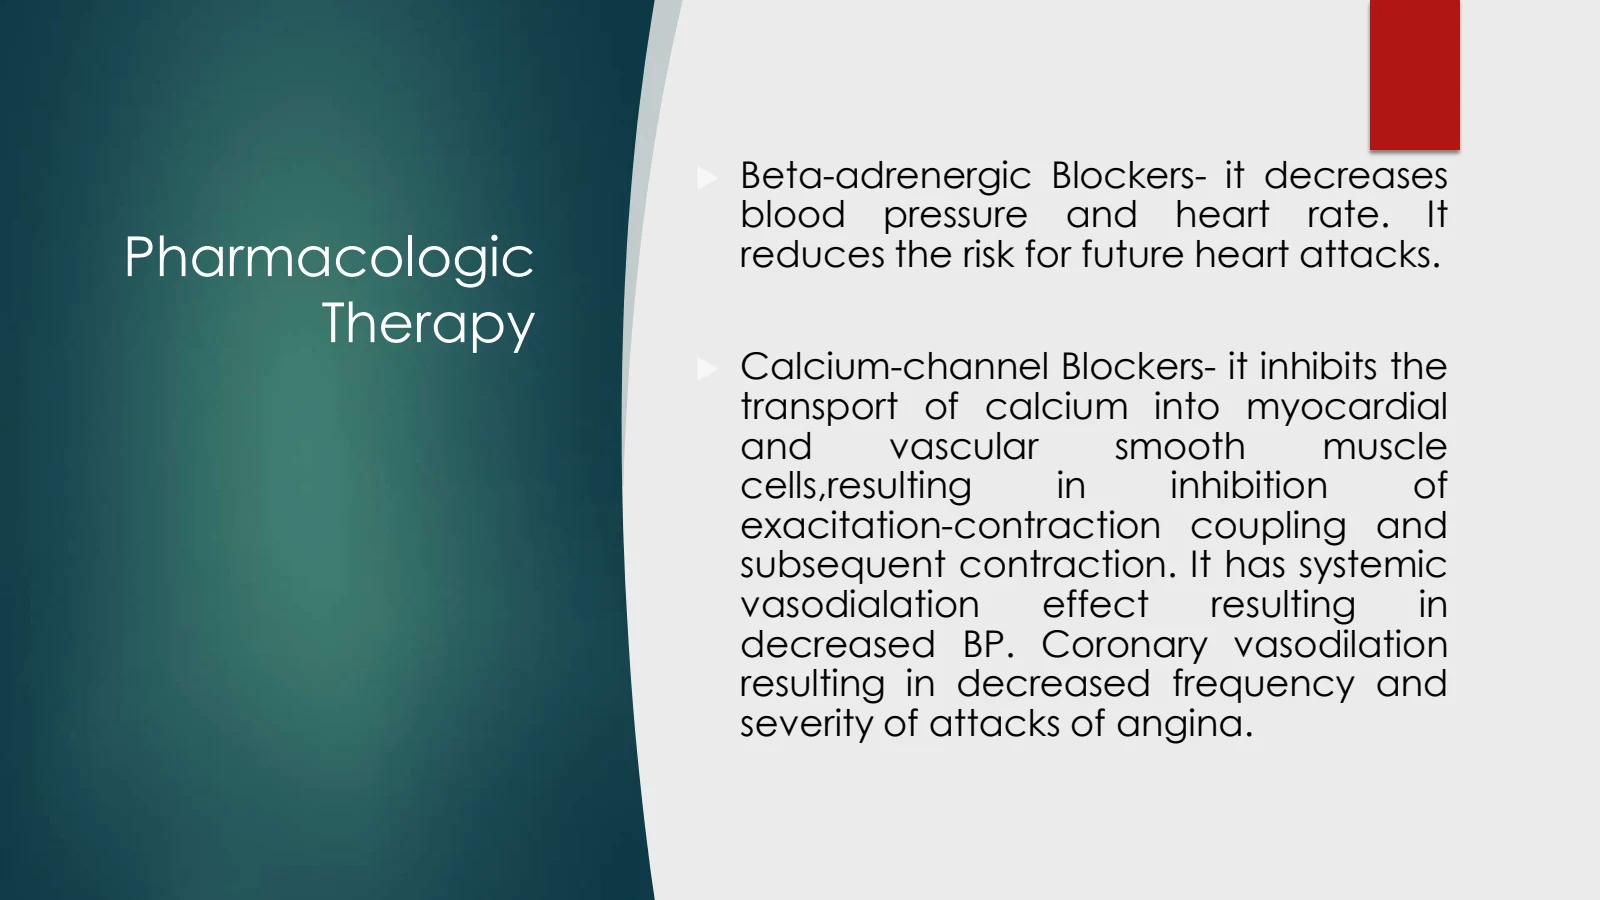 Pharmacologic
Therapy
Beta-adrenergic Blockers- it decreases
blood pressure and heart rate. It
reduces the risk for future heart attacks.
Calcium-channel Blockers- it inhibits the
transport of calcium into myocardial
and vascular smooth muscle
cells,resulting in inhibition of
exacitation-contraction coupling and
subsequent contraction. It has systemic
vasodialation effect resulting in
decreased BP. Coronary vasodilation
resulting in decreased frequency and
severity of attacks of angina.